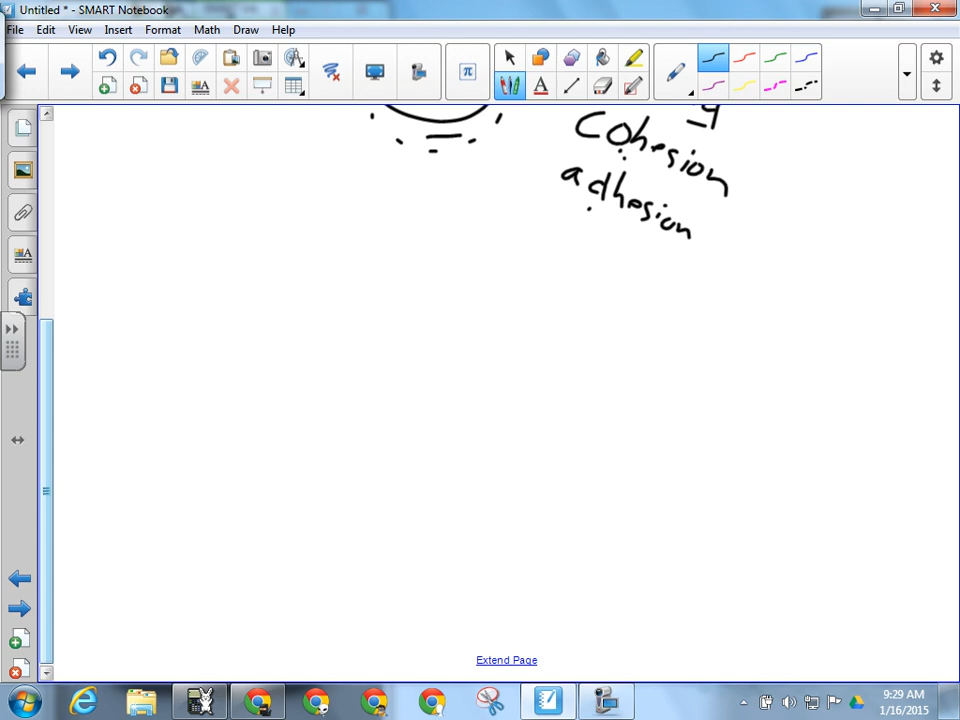 Untitled * - SMART Notebook
File Edit View Insert Format Math Draw Help
Cohesion
adhesion
Extend Page
9:29 AM
1/16/2015